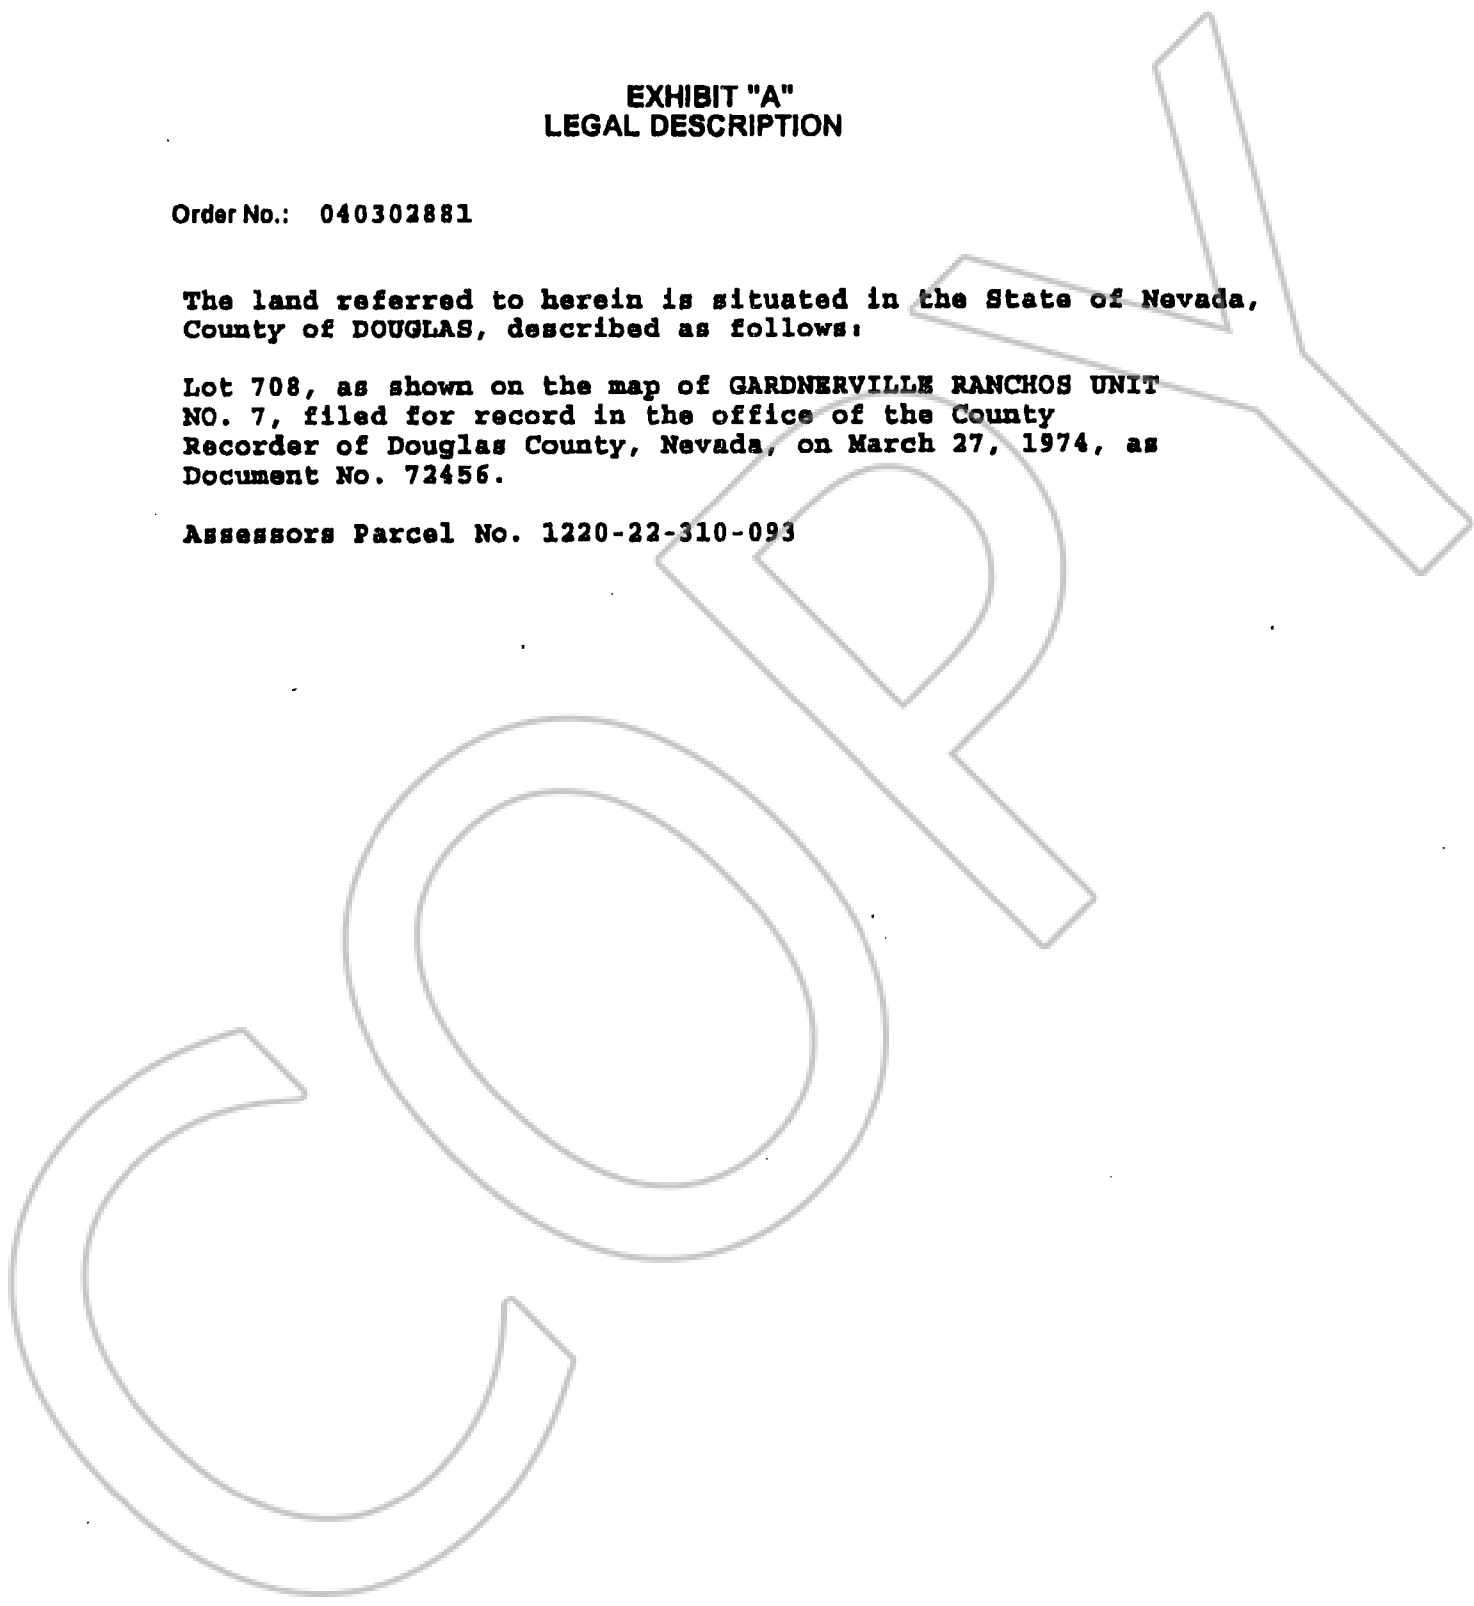 EXHIBIT "A"
LEGAL DESCRIPTION
Order No.: 040302881
The land referred to herein is situated in the State of Nevada,
County of DOUGLAS, described as follows:
Lot 708, as shown on the map of GARDNERVILLE RANCHOS UNIT
NO. 7, filed for record in the office of the County
Recorder of Douglas County, Nevada, on March 27, 1974, as
Document No. 72456.
Assessors Parcel No. 1220-22-310-093
COPY